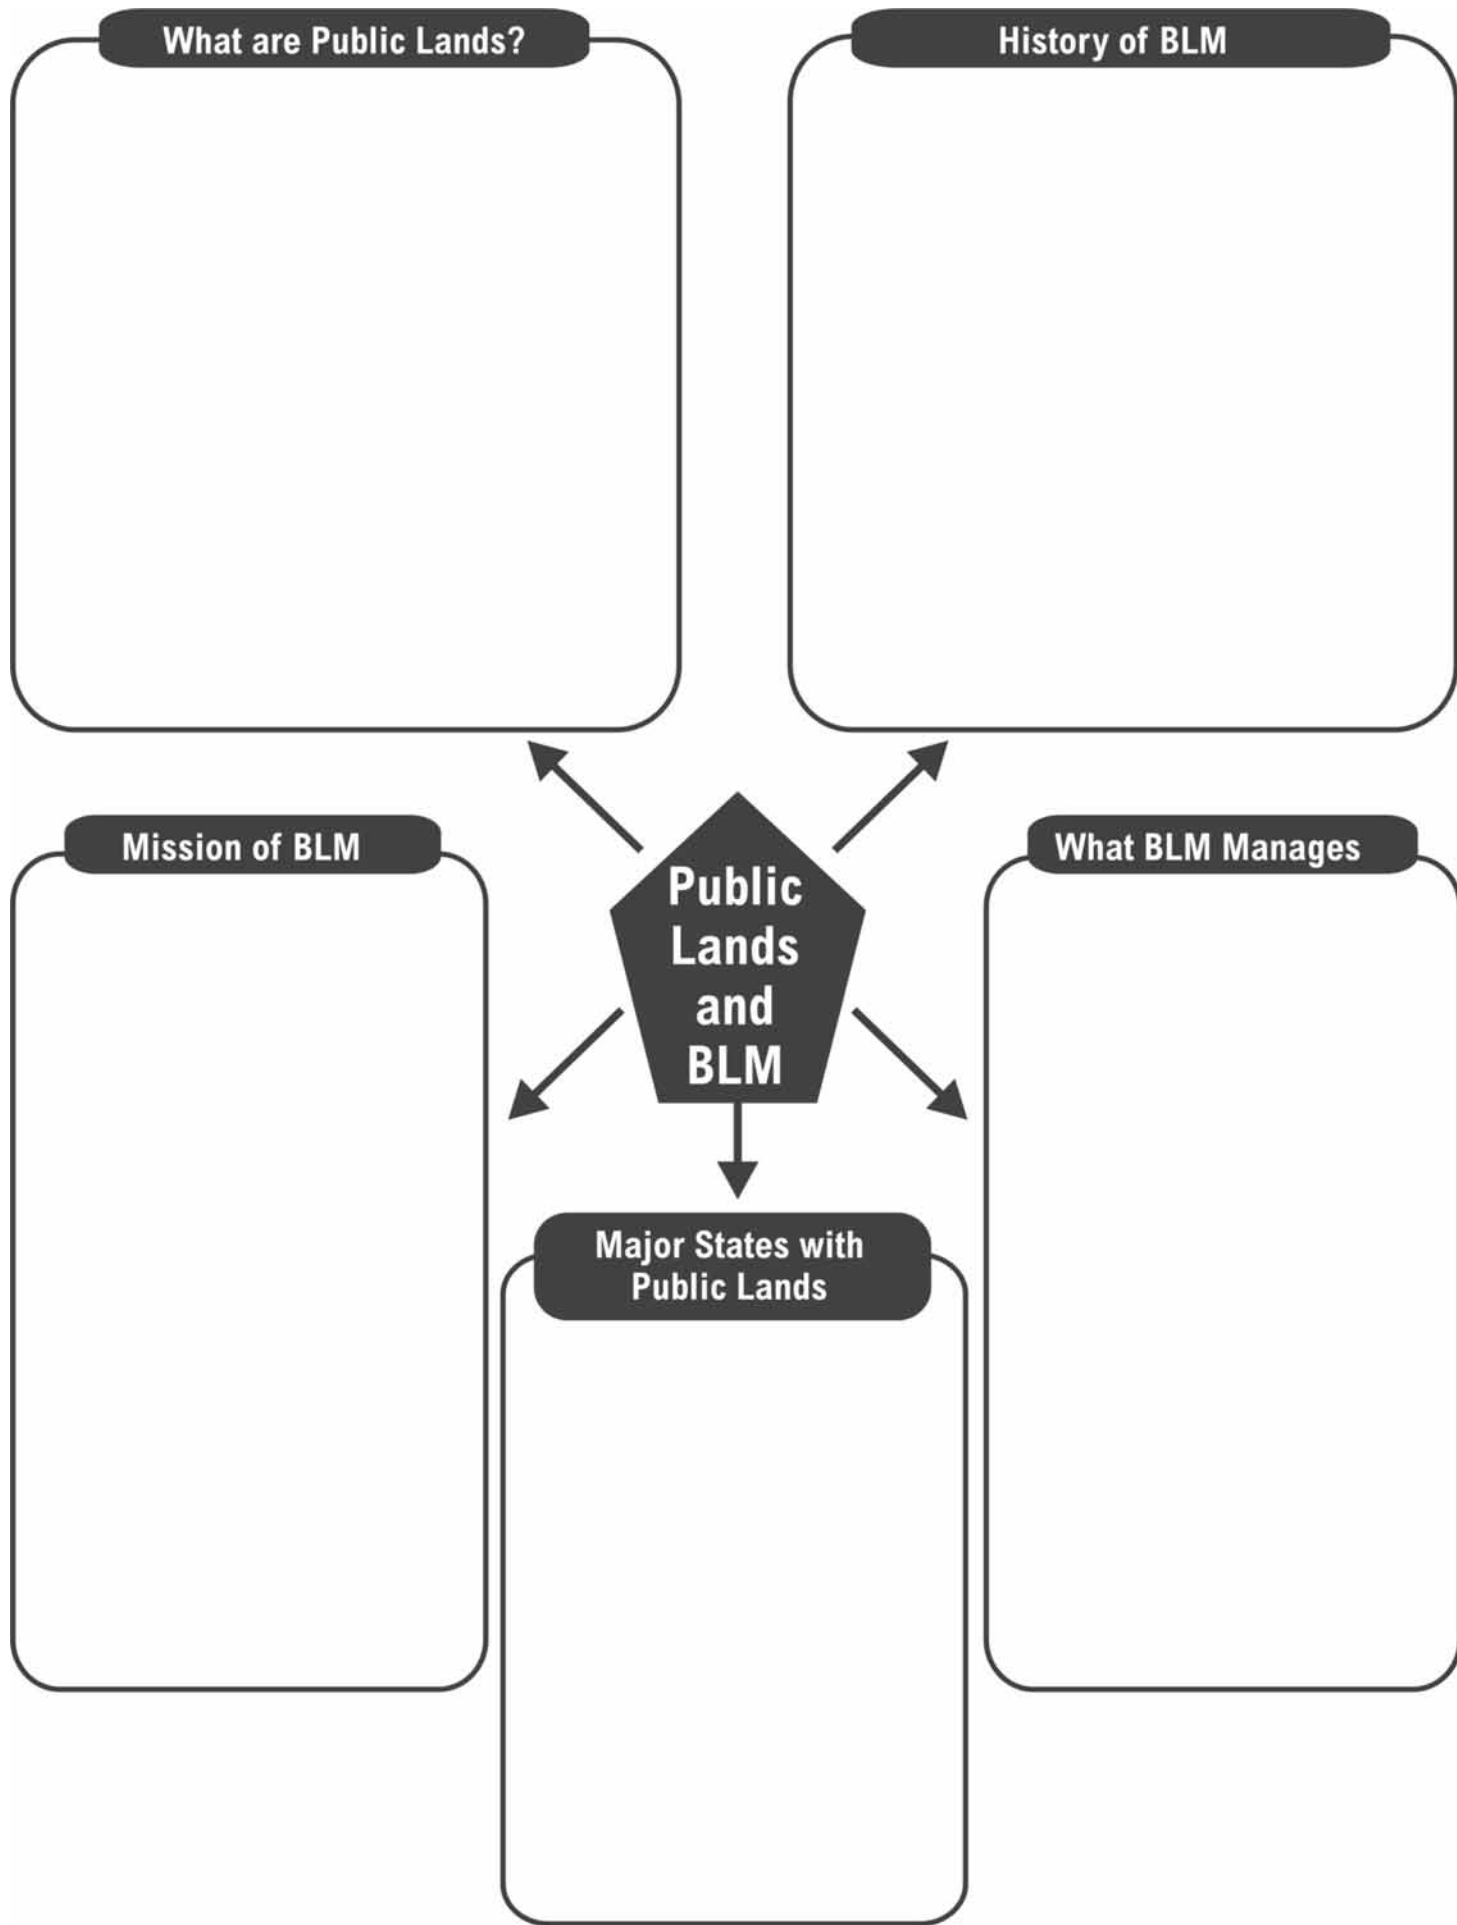 What are Public Lands?
History of BLM
Mission of BLM
What BLM Manages
Public
Lands
and
BLM
Major States with
Public Lands